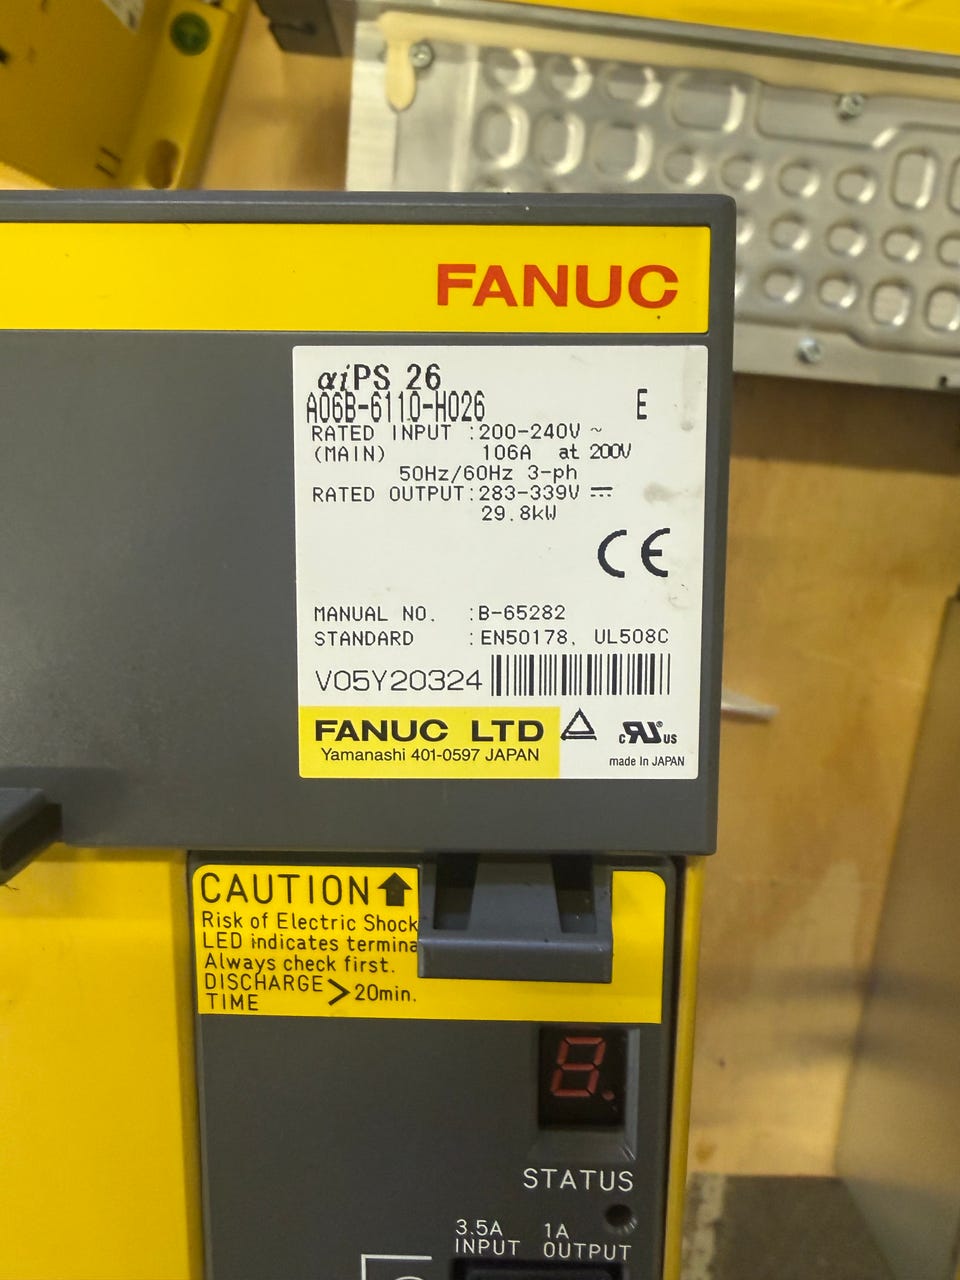 FANUC
αiPS 26
A06B-6110-H026 E
RATED INPUT :200-240V ~
(MAIN) 106A at 200V
50Hz/60Hz 3-ph
RATED OUTPUT:283-339V ⎓
29.8kW
CE
MANUAL NO. :B-65282
STANDARD :EN50178, UL508C
V05Y20324
FANUC LTD
Yamanashi 401-0597 JAPAN
c RU US
made In JAPAN
CAUTION
Risk of Electric Shock
LED indicates
Always check first.
DISCHARGE
TIME >20min.
8.
STATUS
3.5A 1A
INPUT OUTPUT